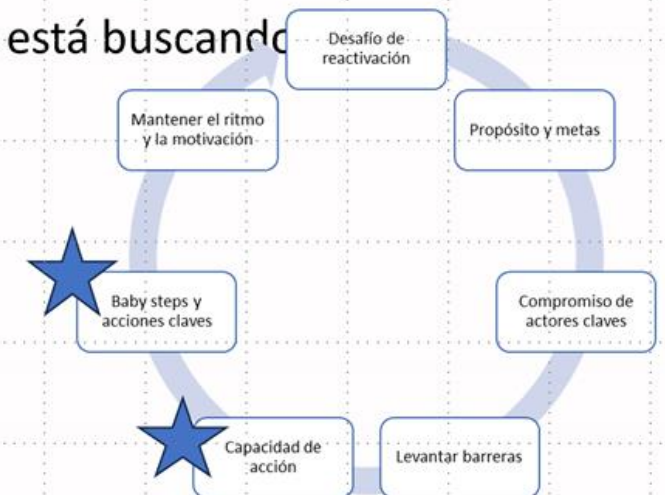 está buscando
Desafío de
reactivación
Propósito y metas
Compromiso de
actores claves
Levantar barreras
Capacidad de
acción
Baby steps y
acciones claves
Mantener el ritmo
y la motivación